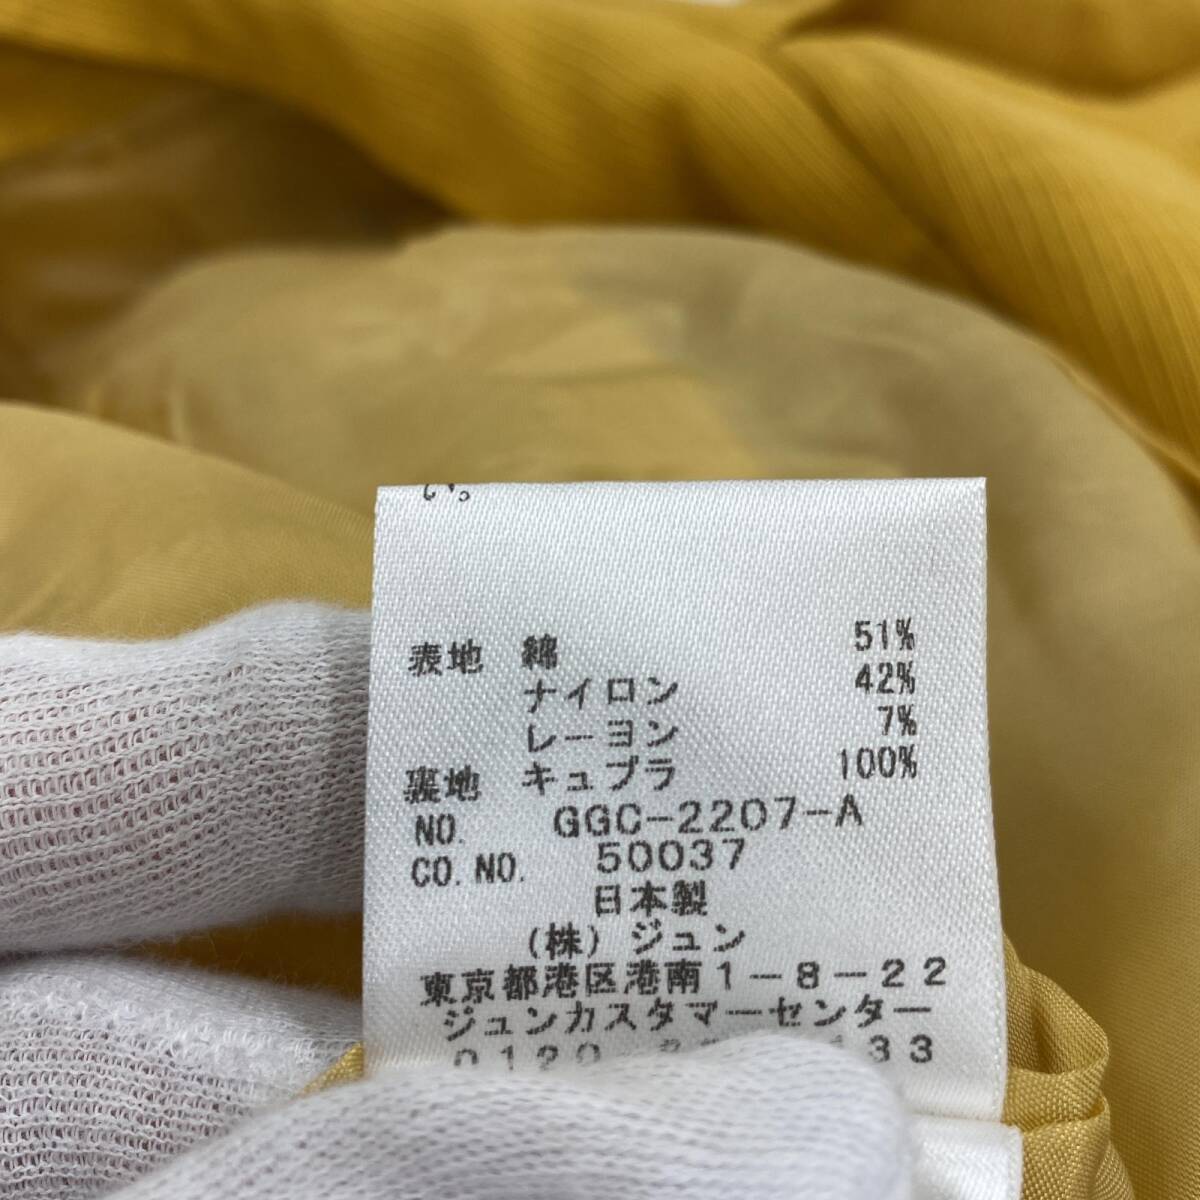 い。
表地 綿 51%
ナイロン 42%
レーヨン 7%
裏地 キュプラ 100%
NO. GGC-2207-A
CO.NO. 50037
日本製
(株)ジュン
東京都港区港南1-8-22
ジュンカスタマーセンター
0120 133